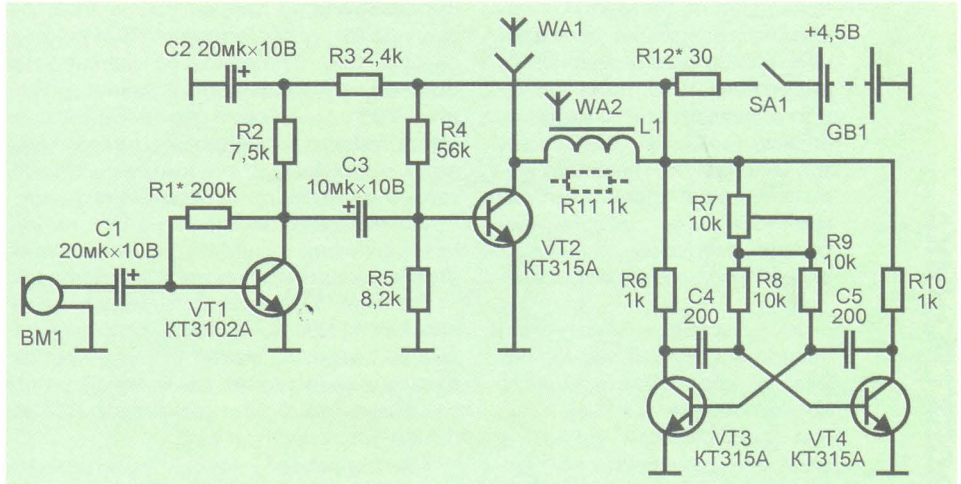 WA1
C2 20мк×10В
R3 2,4k
R12* 30
+4,5В
WA2
SA1
GB1
L1
R2
7,5k
R4
56k
C3
10мк×10В
R1* 200k
R11 1k
R7
10k
C1
20мк×10В
VT2
КТ315А
R5
8,2k
R6
1k
C4
200
R8
10k
R9
10k
C5
200
R10
1k
VT1
КТ3102А
BM1
VT3
КТ315А
VT4
КТ315А